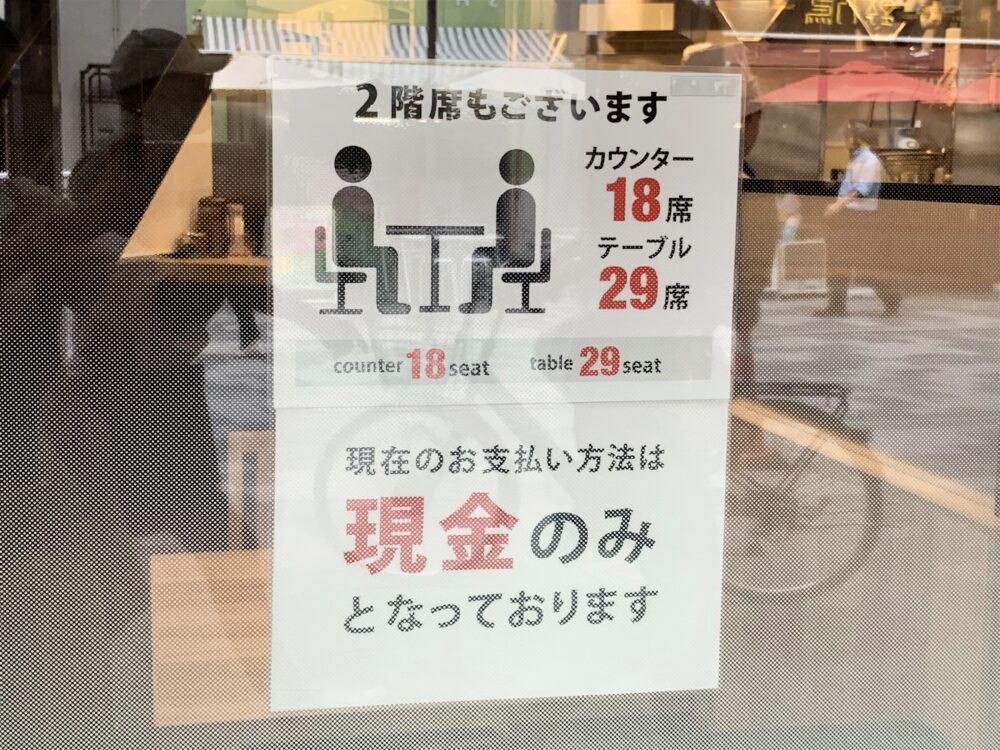 2階席もございます
カウンター
18席
テーブル
29席
counter 18 seat table 29 seat
現在のお支払い方法は
現金のみ
となっております